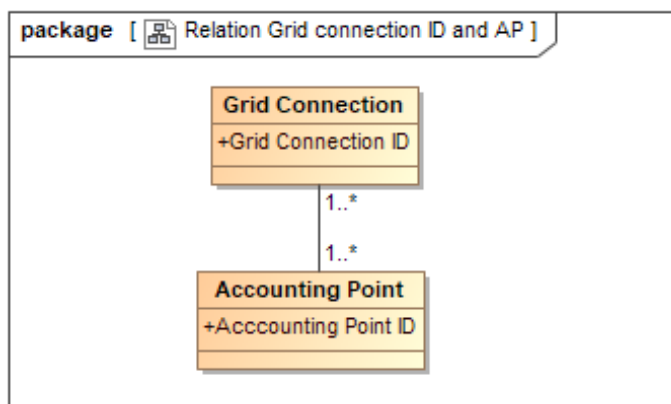 package [ Relation Grid connection ID and AP ]
Grid Connection
+Grid Connection ID
1..*
1..*
Accounting Point
+Acccounting Point ID